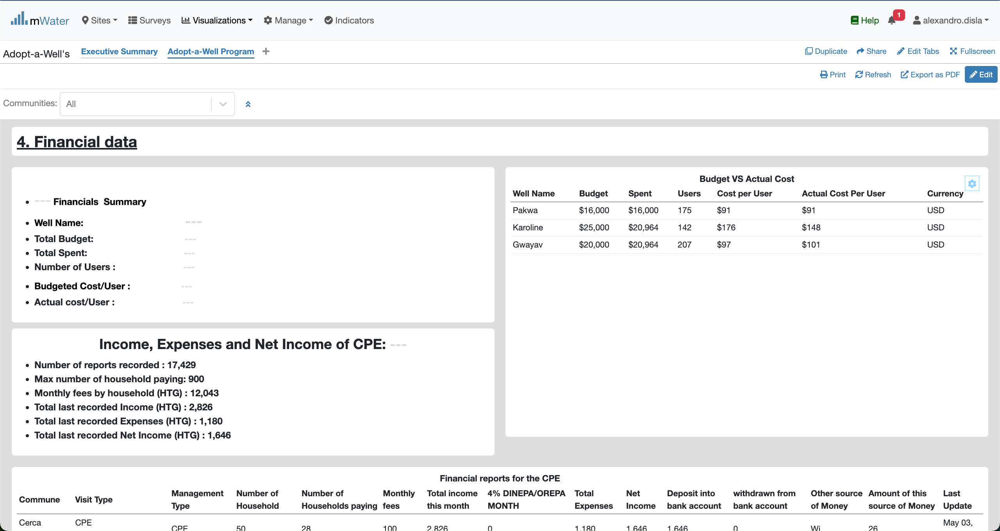 mWater Sites Surveys Visualizations Manage Indicators Help 1 alexandro.disla
Adopt-a-Well's Executive Summary Adopt-a-Well Program + Duplicate Share Edit Tabs Fullscreen
Print Refresh Export as PDF Edit
Communities: All
4. Financial data
--- Financials Summary
Well Name: ---
Total Budget: ---
Total Spent: ---
Number of Users : ---
Budgeted Cost/User : ---
Actual cost/User : ---
Budget VS Actual Cost
Well Name Budget Spent Users Cost per User Actual Cost Per User Currency
Pakwa $16,000 $16,000 175 $91 $91 USD
Karoline $25,000 $20,964 142 $176 $148 USD
Gwayav $20,000 $20,964 207 $97 $101 USD
Income, Expenses and Net Income of CPE: ---
Number of reports recorded : 17,429
Max number of household paying: 900
Monthly fees by household (HTG) : 12,043
Total last recorded Income (HTG) : 2,826
Total last recorded Expenses (HTG) : 1,180
Total last recorded Net Income (HTG) : 1,646
Financial reports for the CPE
Commune Visit Type Management Type Number of Household Number of Households paying Monthly fees Total income this month 4% DINEPA/OREPA MONTH Total Expenses Net Income Deposit into bank account withdrawn from bank account Other source of Money Amount of this source of Money Last Update
Cerca CPE CPE 50 28 100 2,826 0 1,180 1,646 1,646 0 Wi 26 May 03,